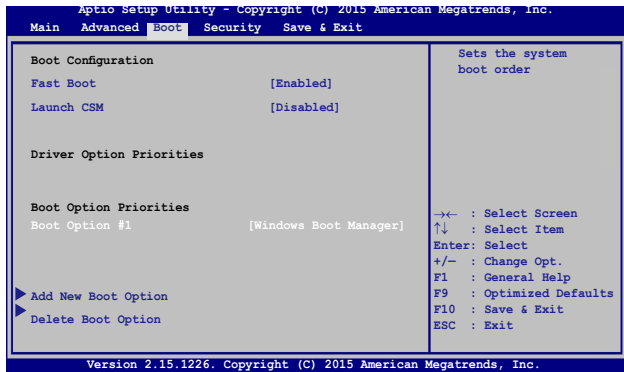 Aptio Setup Utility - Copyright (C) 2015 American Megatrends, Inc.
Main Advanced Boot Security Save & Exit
Boot Configuration
Fast Boot [Enabled]
Launch CSM [Disabled]
Driver Option Priorities
Boot Option Priorities
Boot Option #1 [Windows Boot Manager]
Add New Boot Option
Delete Boot Option
Sets the system
boot order
→← : Select Screen
↑↓ : Select Item
Enter: Select
+/— : Change Opt.
F1 : General Help
F9 : Optimized Defaults
F10 : Save & Exit
ESC : Exit
Version 2.15.1226. Copyright (C) 2015 American Megatrends, Inc.